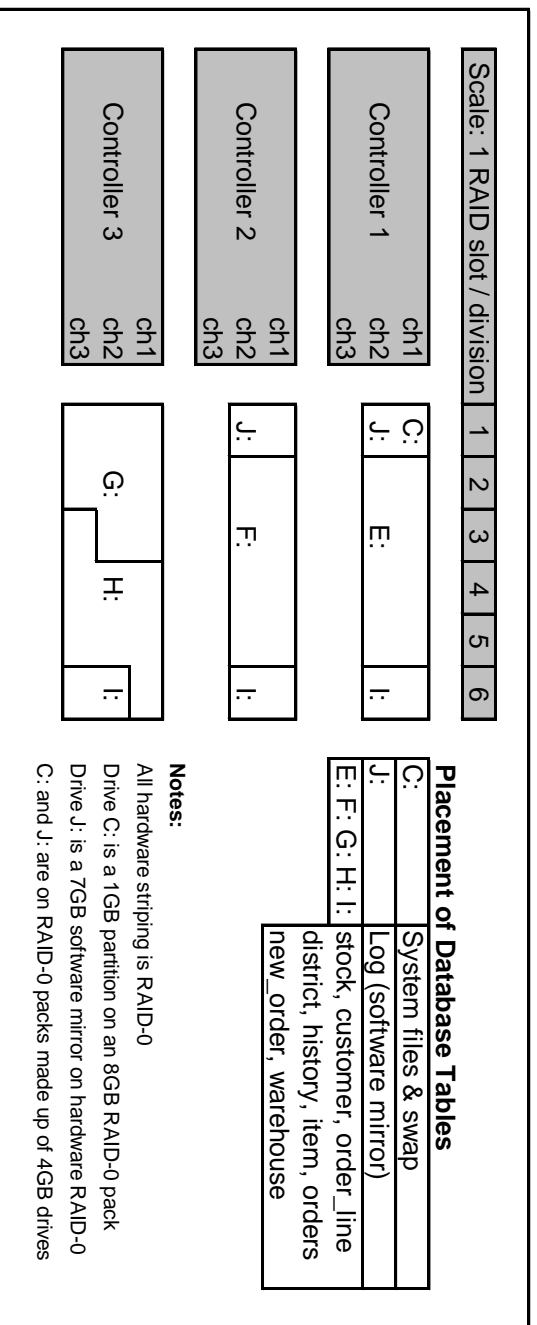 Scale: 1 RAID slot / division 1 2 3 4 5 6
Controller 1
ch1
ch2
ch3
C:
J:
E:
I:
Controller 2
ch1
ch2
ch3
J:
F:
I:
Controller 3
ch1
ch2
ch3
G:
H:
I:
Placement of Database Tables
C: System files & swap
J: Log (software mirror)
E: F: G: H: I: stock, customer, order_line
district, history, item, orders
new_order, warehouse
Notes:
All hardware striping is RAID-0
Drive C: is a 1GB partition on an 8GB RAID-0 pack
Drive J: is a 7GB software mirror on hardware RAID-0
C: and J: are on RAID-0 packs made up of 4GB drives